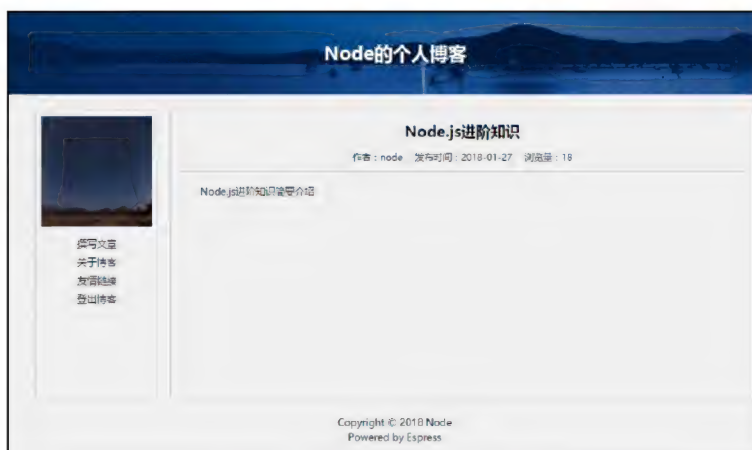 Node的个人博客
Node.js进阶知识
作者：node 发布时间：2018-01-27 浏览量：18
Node.js进阶知识简要介绍
撰写文章
关于博客
友情链接
登出博客
Copyright © 2018 Node
Powered by Express